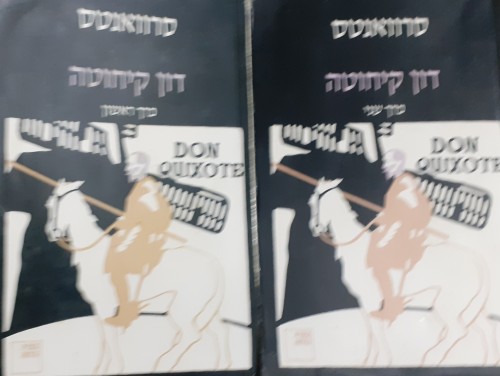 סרוואנטס
דון קיחוטה
כרך ראשון
DON
QUIXOTE
סרוואנטס
דון קיחוטה
כרך שני
DON
QUIXOTE